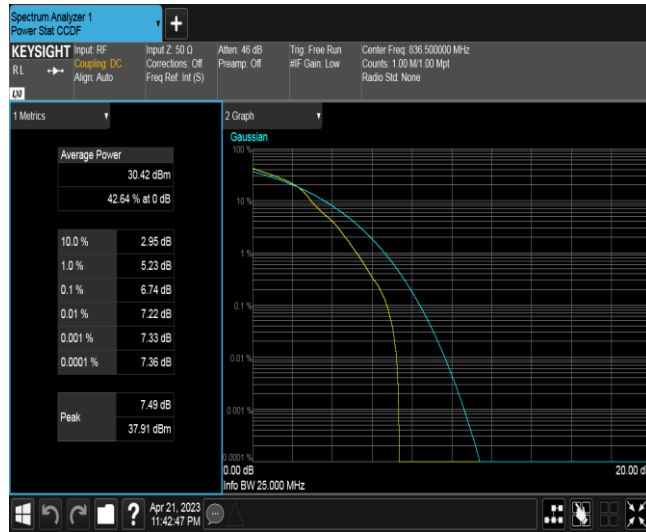 Spectrum Analyzer 1
Power Stat CCDF
+
KEYSIGHT
RL
LXI
Input: RF
Coupling: DC
Align: Auto
Input Z: 50 Ω
Corrections: Off
Freq Ref: Int (S)
Atten: 46 dB
Preamp: Off
Trig: Free Run
#IF Gain: Low
Center Freq: 836.500000 MHz
Counts: 1.00 M/1.00 Mpt
Radio Std: None
1 Metrics
Average Power
30.42 dBm
42.64 % at 0 dB
10.0 % 2.95 dB
1.0 % 5.23 dB
0.1 % 6.74 dB
0.01 % 7.22 dB
0.001 % 7.33 dB
0.0001 % 7.36 dB
Peak
7.49 dB
37.91 dBm
2 Graph
Gaussian
100 %
10 %
1 %
0.1 %
0.01 %
0.001 %
0.0001 %
0.00 dB
20.00 d
Info BW 25.000 MHz
?
Apr 21, 2023
11:42:47 PM